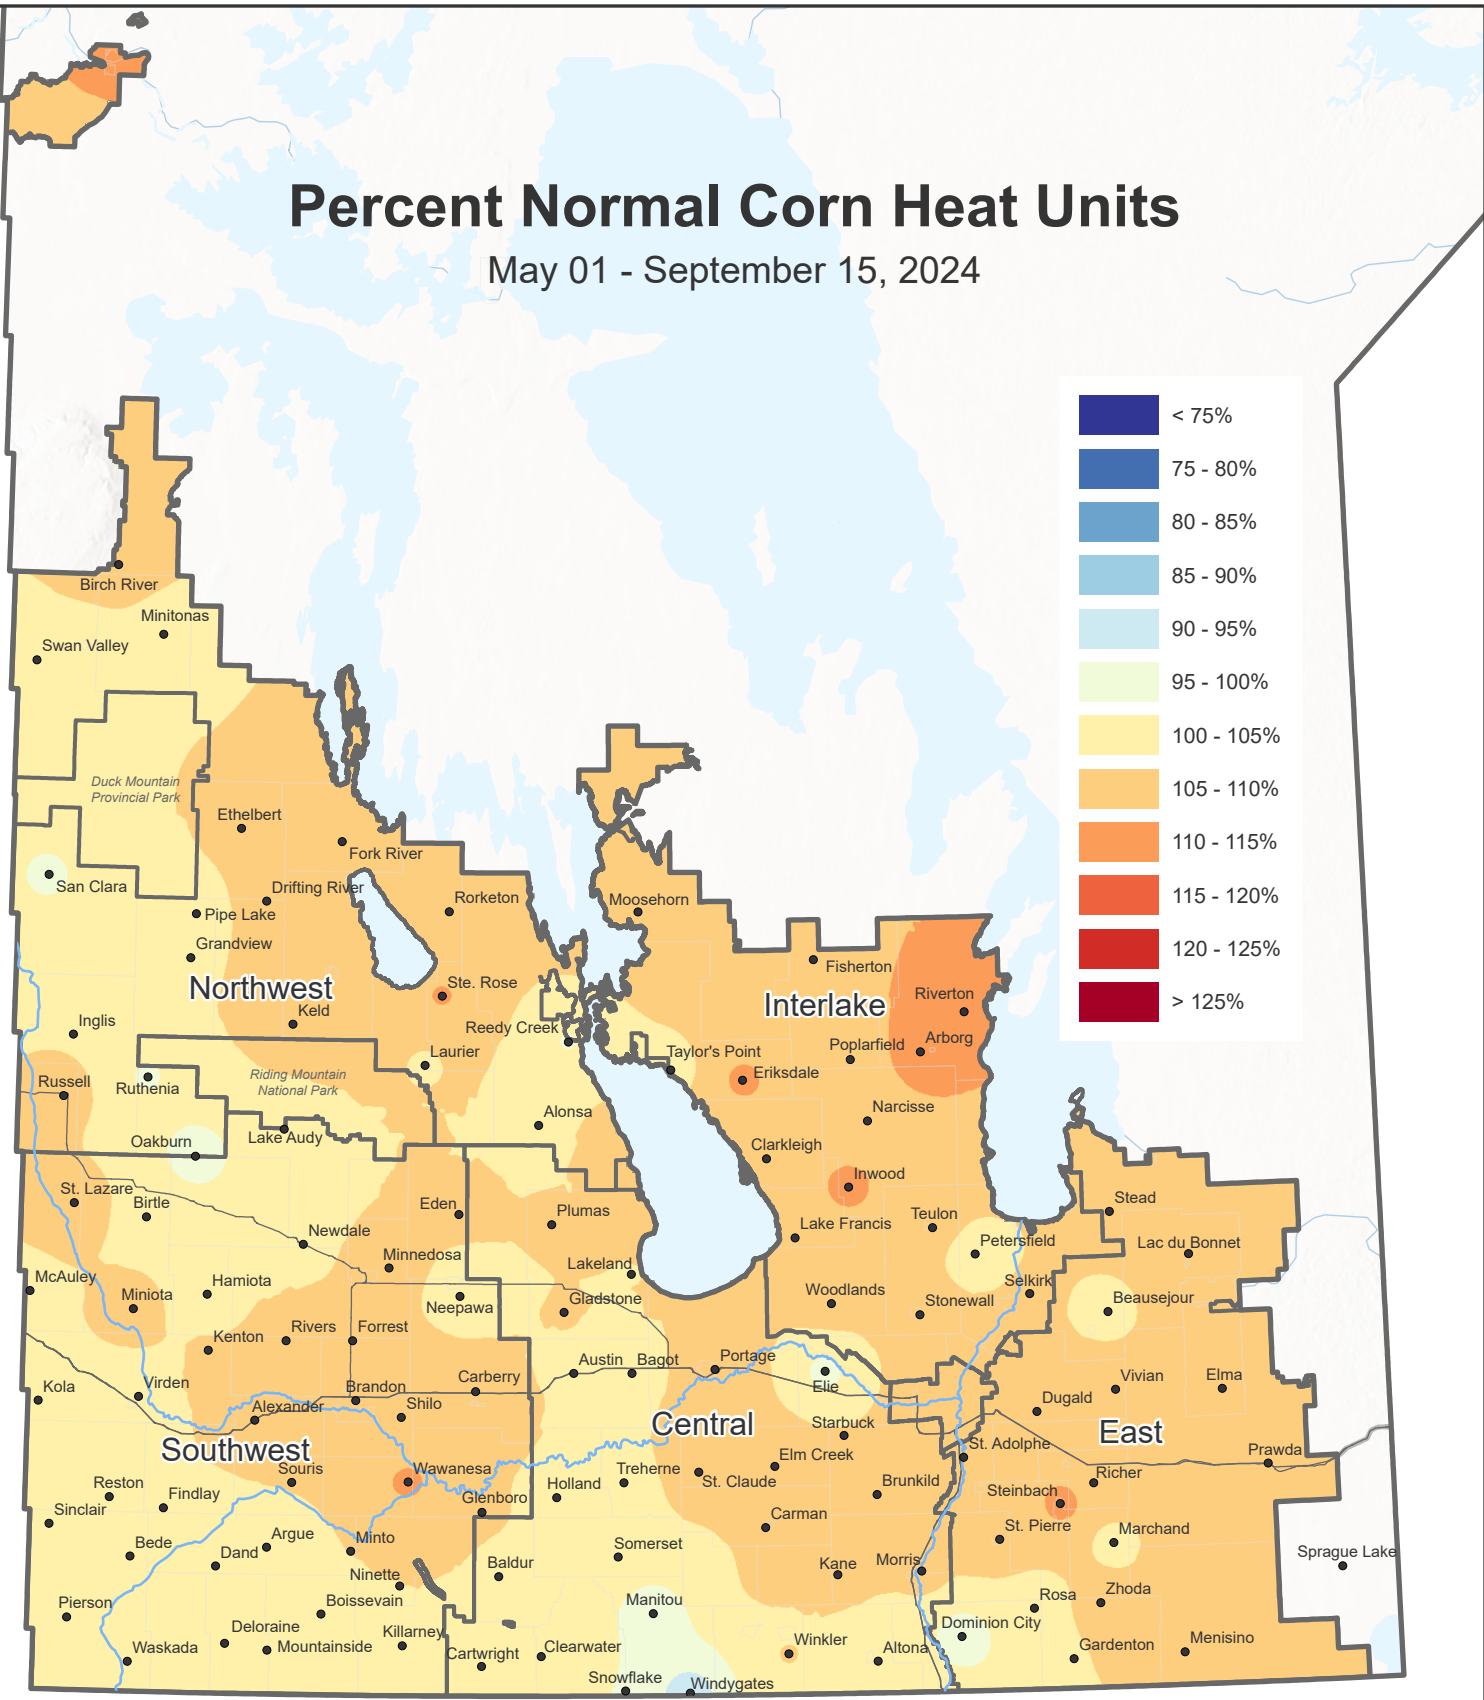 Percent Normal Corn Heat Units
May 01 - September 15, 2024
< 75%
75 - 80%
80 - 85%
85 - 90%
90 - 95%
95 - 100%
100 - 105%
105 - 110%
110 - 115%
115 - 120%
120 - 125%
> 125%
Birch River
Minitonas
Swan Valley
Duck Mountain
Provincial Park
Ethelbert
Fork River
San Clara
Drifting River
Rorketon
Pipe Lake
Grandview
Northwest
Ste. Rose
Keld
Inglis
Reedy Creek
Laurier
Russell
Ruthenia
Riding Mountain
National Park
Alonsa
Oakburn
Lake Audy
Moosehorn
Fisherton
Interlake
Riverton
Arborg
Poplarfield
Taylor's Point
Eriksdale
Narcisse
Clarkleigh
Inwood
Lake Francis
Teulon
Petersfield
Woodlands
Stonewall
Selkirk
Stead
Lac du Bonnet
Beausejour
St. Lazare
Birtle
Eden
Plumas
Newdale
Minnedosa
Lakeland
McAuley
Hamiota
Miniota
Neepawa
Gladstone
Rivers
Forrest
Kenton
Austin
Bagot
Portage
Elie
Kola
Virden
Brandon
Carberry
Shilo
Alexander
Southwest
Central
Starbuck
East
Dugald
Vivian
Elma
Prawda
St. Adolphe
Elm Creek
Souris
Wawanesa
Reston
Findlay
Sinclair
Holland
Treherne
St. Claude
Brunkild
Steinbach
Richer
Glenboro
Carman
St. Pierre
Marchand
Argue
Minto
Bede
Dand
Somerset
Baldur
Kane
Morris
Sprague Lake
Ninette
Pierson
Boissevain
Manitou
Rosa
Zhoda
Deloraine
Killarney
Dominion City
Waskada
Mountainside
Cartwright
Clearwater
Winkler
Altona
Gardenton
Menisino
Snowflake
Windygates